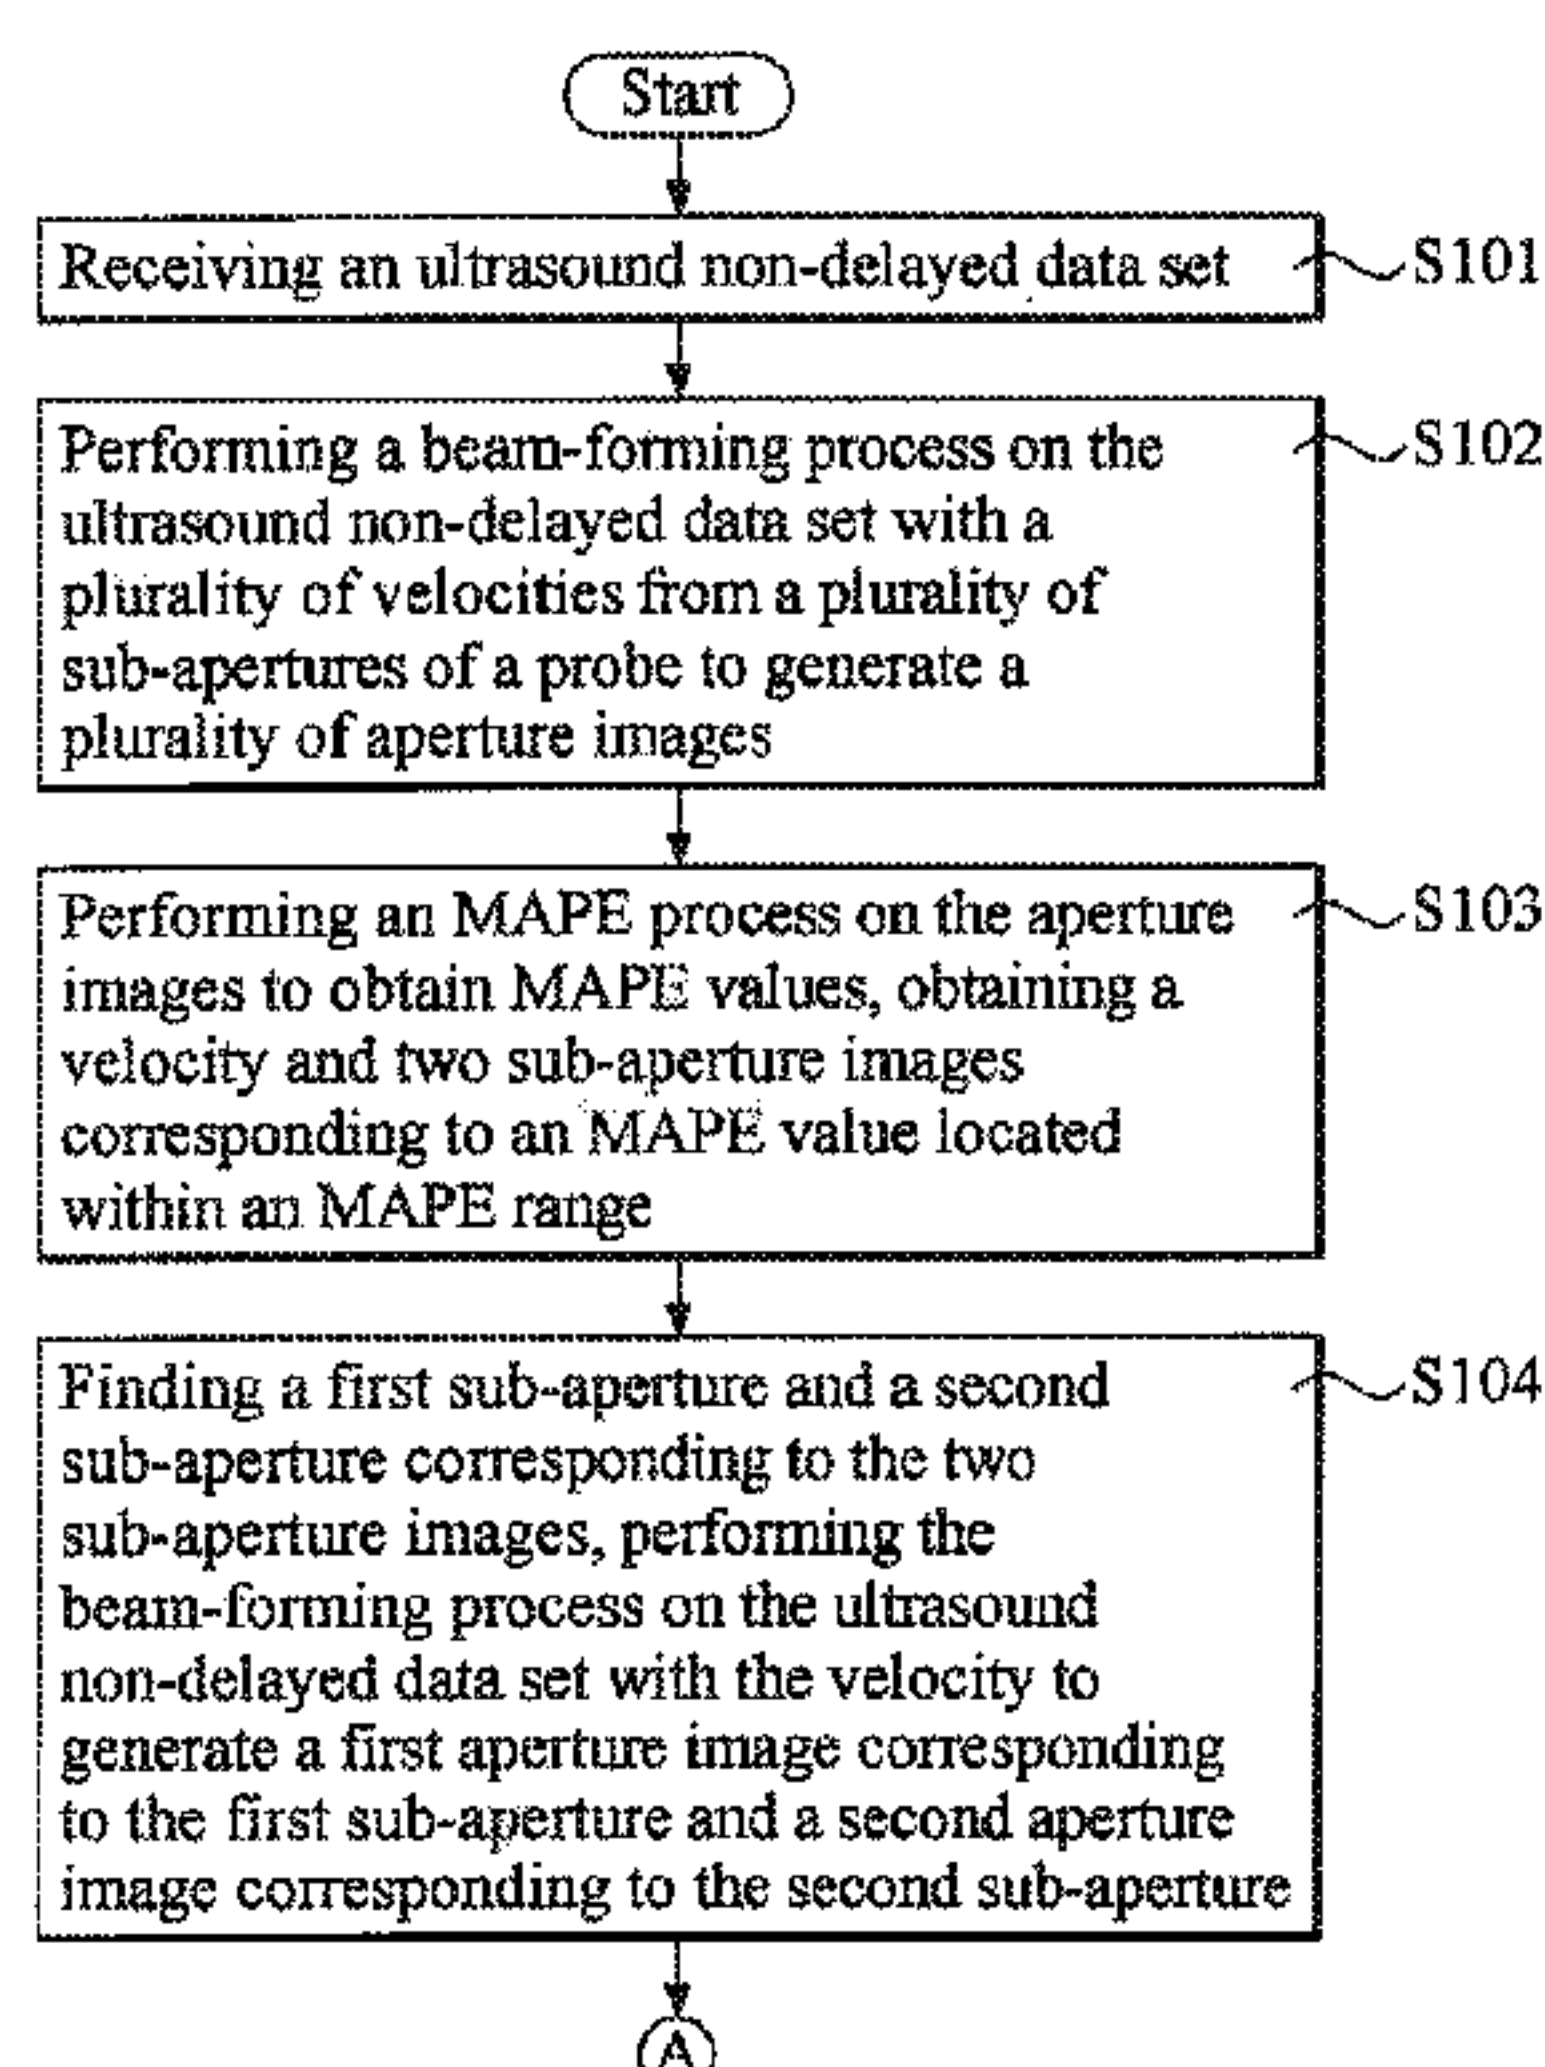 Start
Receiving an ultrasound non-delayed data set
S101
Performing a beam-forming process on the
ultrasound non-delayed data set with a
plurality of velocities from a plurality of
sub-apertures of a probe to generate a
plurality of aperture images
S102
Performing an MAPE process on the aperture
images to obtain MAPE values, obtaining a
velocity and two sub-aperture images
corresponding to an MAPE value located
within an MAPE range
S103
Finding a first sub-aperture and a second
sub-aperture corresponding to the two
sub-aperture images, performing the
beam-forming process on the ultrasound
non-delayed data set with the velocity to
generate a first aperture image corresponding
to the first sub-aperture and a second aperture
image corresponding to the second sub-aperture
S104
A